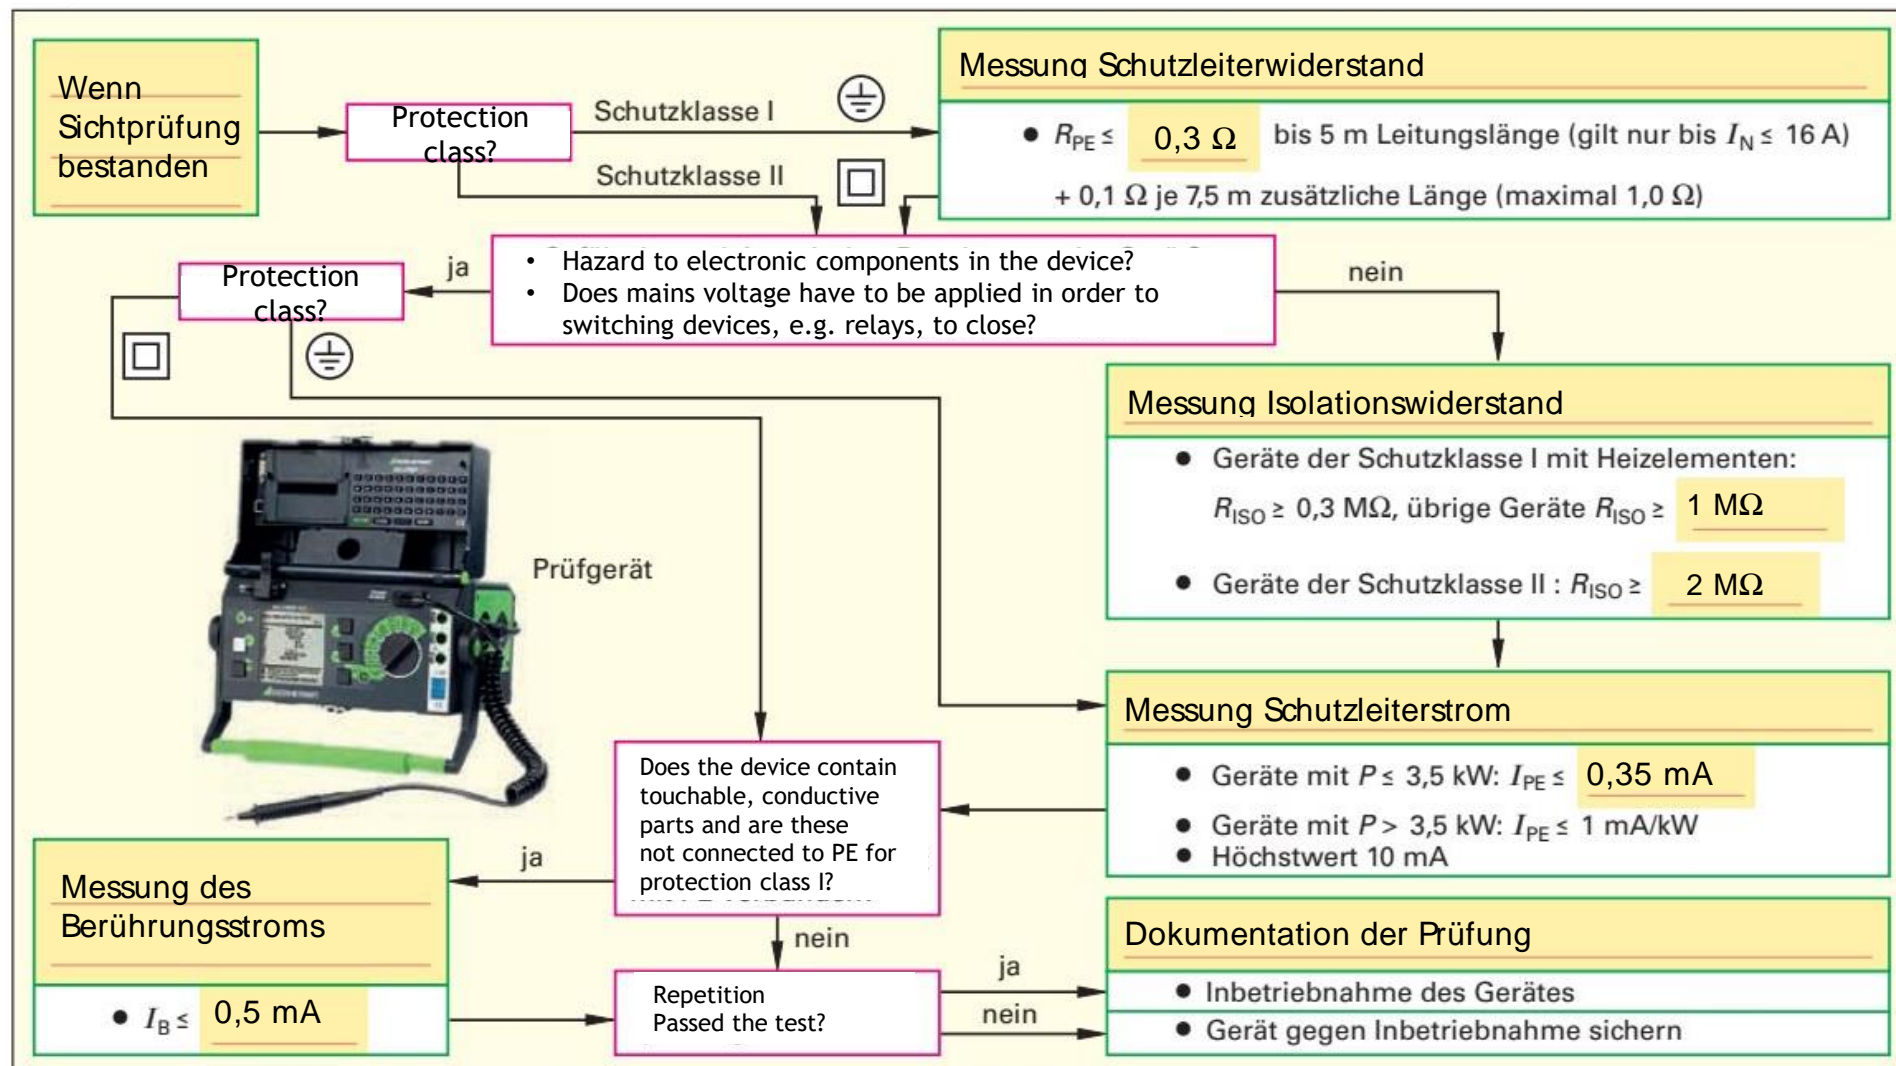 Wenn
Sichtprüfung
bestanden
Protection
class?
Schutzklasse I
Schutzklasse II
Messung Schutzleiterwiderstand
• R_PE ≤ 0,3 Ω bis 5 m Leitungslänge (gilt nur bis I_N ≤ 16 A)
+ 0,1 Ω je 7,5 m zusätzliche Länge (maximal 1,0 Ω)
• Hazard to electronic components in the device?
• Does mains voltage have to be applied in order to
switching devices, e.g. relays, to close?
ja
nein
Protection
class?
Messung Isolationswiderstand
• Geräte der Schutzklasse I mit Heizelementen:
R_ISO ≥ 0,3 MΩ, übrige Geräte R_ISO ≥ 1 MΩ
• Geräte der Schutzklasse II : R_ISO ≥ 2 MΩ
Prüfgerät
Messung Schutzleiterstrom
• Geräte mit P ≤ 3,5 kW: I_PE ≤ 0,35 mA
• Geräte mit P > 3,5 kW: I_PE ≤ 1 mA/kW
• Höchstwert 10 mA
Does the device contain
touchable, conductive
parts and are these
not connected to PE for
protection class I?
ja
nein
Messung des
Berührungsstroms
• I_B ≤ 0,5 mA
Repetition
Passed the test?
ja
nein
Dokumentation der Prüfung
• Inbetriebnahme des Gerätes
• Gerät gegen Inbetriebnahme sichern